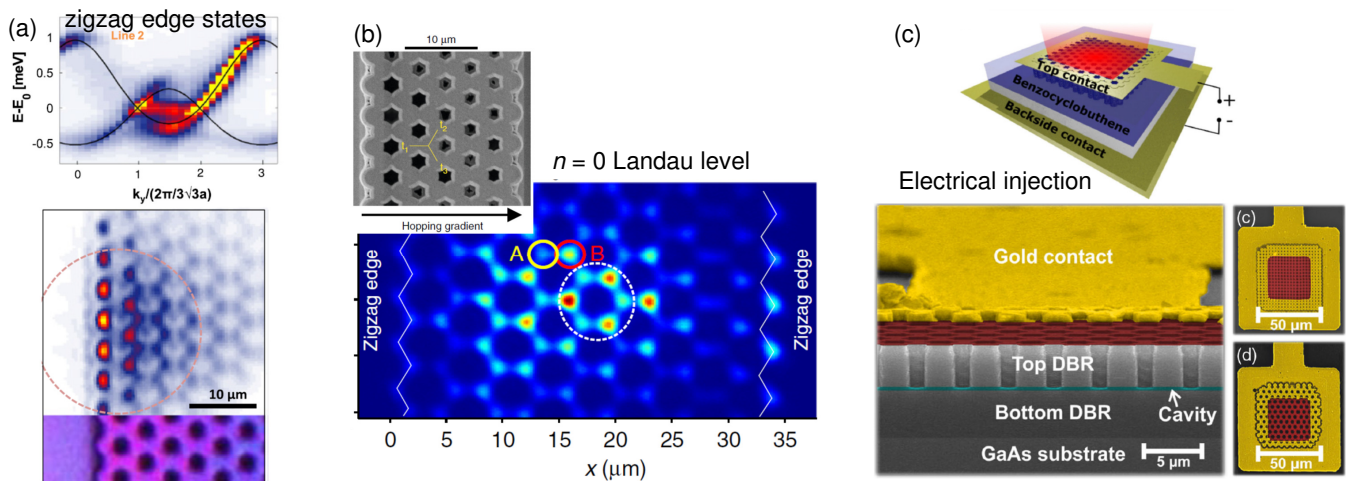 (a)
zigzag edge states
Line 2
E-E0 [meV]
1
0.5
0
-0.5
0 1 2 3
ky/(2π/3√3a)
10 µm
(b)
10 µm
t1
t2
t3
Hopping gradient
n = 0 Landau level
A
B
Zigzag edge
Zigzag edge
0 5 10 15 20 25 30 35
x (µm)
(c)
Top contact
Benzocyclobuthene
Backside contact
+
-
Electrical injection
Gold contact
Top DBR
Cavity
Bottom DBR
GaAs substrate
5 µm
(c)
50 µm
(d)
50 µm